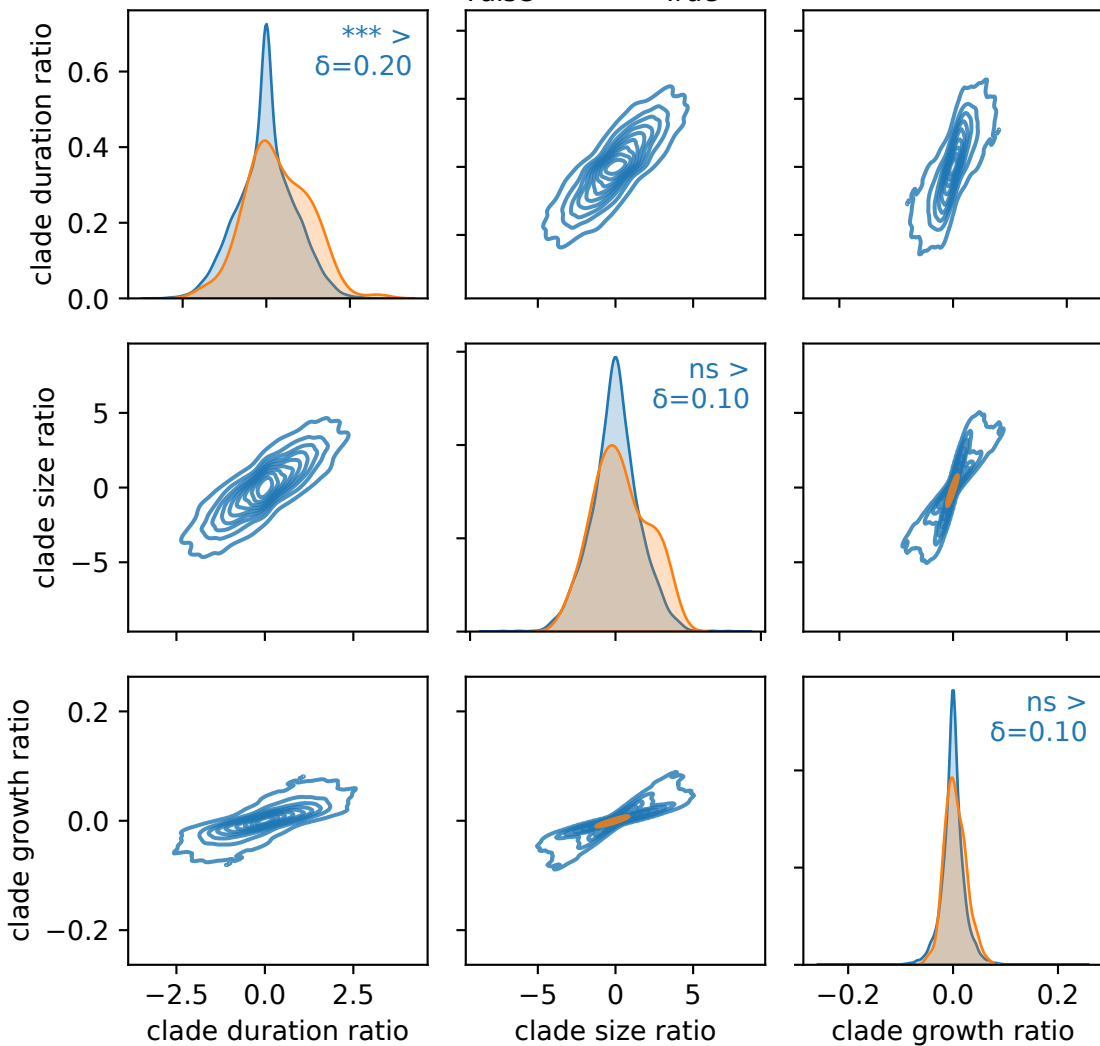 clade duration ratio
0.6
0.4
0.2
0.0
*** >
δ=0.20
clade size ratio
5
0
−5
ns >
δ=0.10
clade growth ratio
0.2
0.0
−0.2
ns >
δ=0.10
−2.5 0.0 2.5
−5 0 5
−0.2 0.0 0.2
clade duration ratio
clade size ratio
clade growth ratio